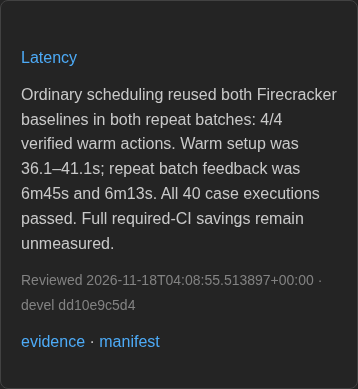 Latency
Ordinary scheduling reused both Firecracker
baselines in both repeat batches: 4/4
verified warm actions. Warm setup was
36.1–41.1s; repeat batch feedback was
6m45s and 6m13s. All 40 case executions
passed. Full required-CI savings remain
unmeasured.
Reviewed 2026-11-18T04:08:55.513897+00:00 ·
devel dd10e9c5d4
evidence · manifest